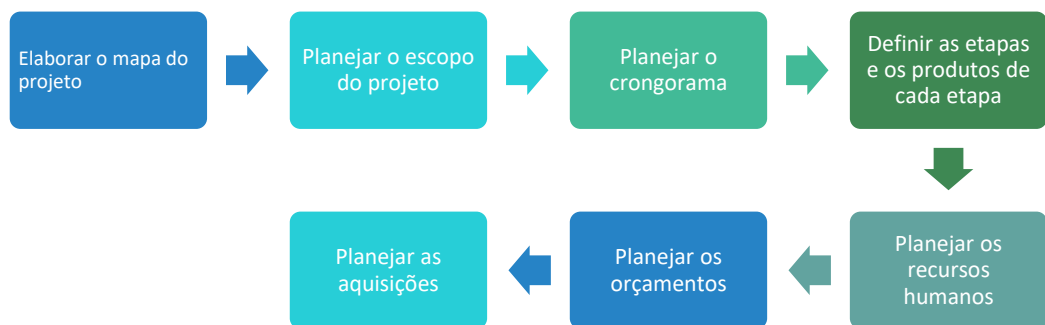 Elaborar o mapa do
projeto
Planejar o escopo
do projeto
Planejar o
crongorama
Definir as etapas
e os produtos de
cada etapa
Planejar os
recursos
humanos
Planejar os
orçamentos
Planejar as
aquisições